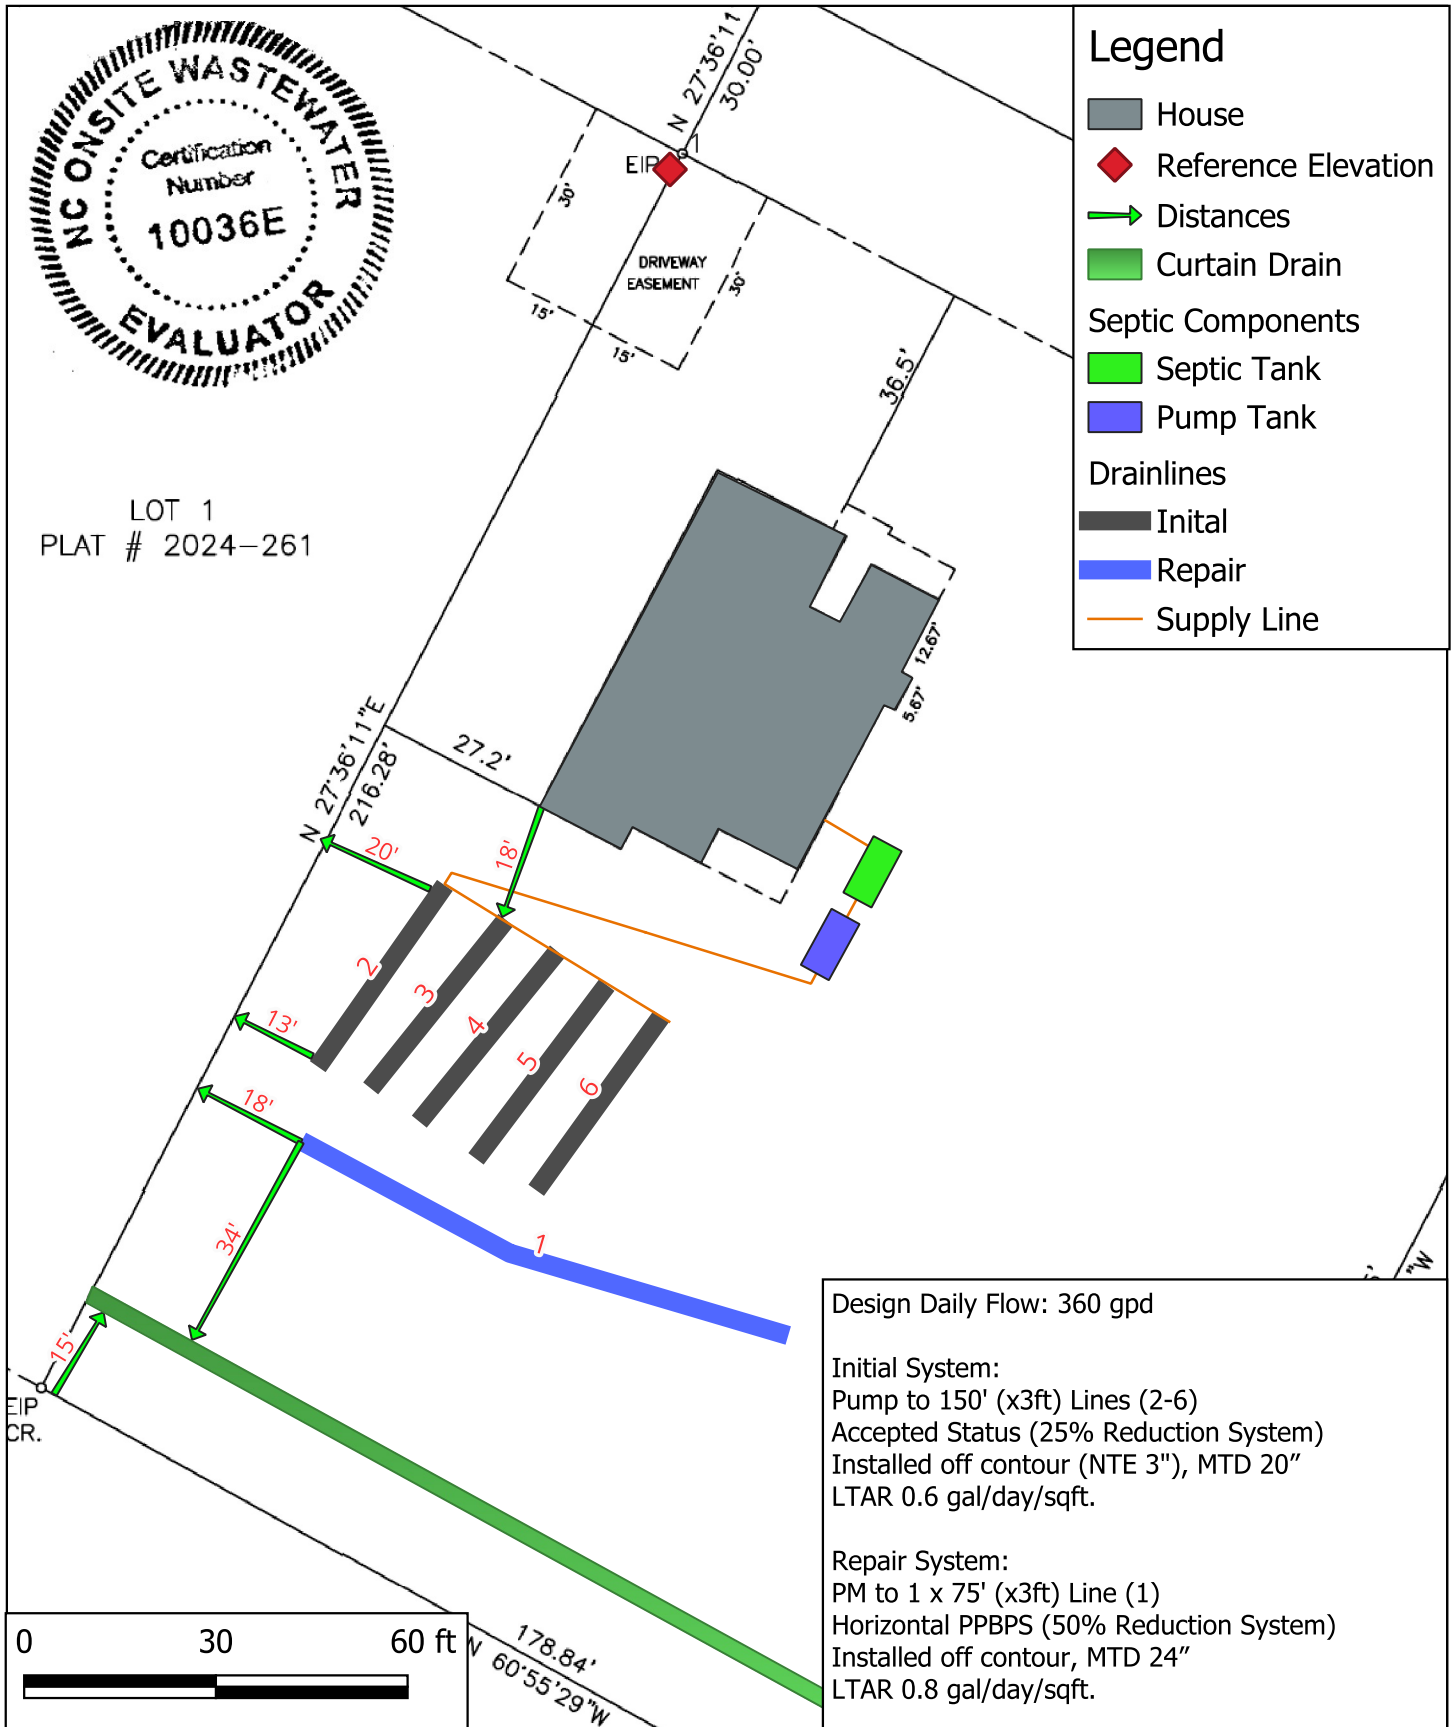 NC ONSITE WASTEWATER
Certification
Number
10036E
EVALUATOR
LOT 1
PLAT # 2024-261
N 27°36'11
30.00'
EIP
1
30'
DRIVEWAY
EASEMENT
30'
15'
15'
36.5'
12.67'
5.67'
27.2'
N 27°36'11"E
216.28'
20'
18'
2
3
4
5
6
13'
18'
34'
1
15'
EIP
CR.
"W
178.84'
N 60°55'29"W
0 30 60 ft
Legend
House
Reference Elevation
Distances
Curtain Drain
Septic Components
Septic Tank
Pump Tank
Drainlines
Inital
Repair
Supply Line
Design Daily Flow: 360 gpd
Initial System:
Pump to 150' (x3ft) Lines (2-6)
Accepted Status (25% Reduction System)
Installed off contour (NTE 3"), MTD 20”
LTAR 0.6 gal/day/sqft.
Repair System:
PM to 1 x 75' (x3ft) Line (1)
Horizontal PPBPS (50% Reduction System)
Installed off contour, MTD 24”
LTAR 0.8 gal/day/sqft.